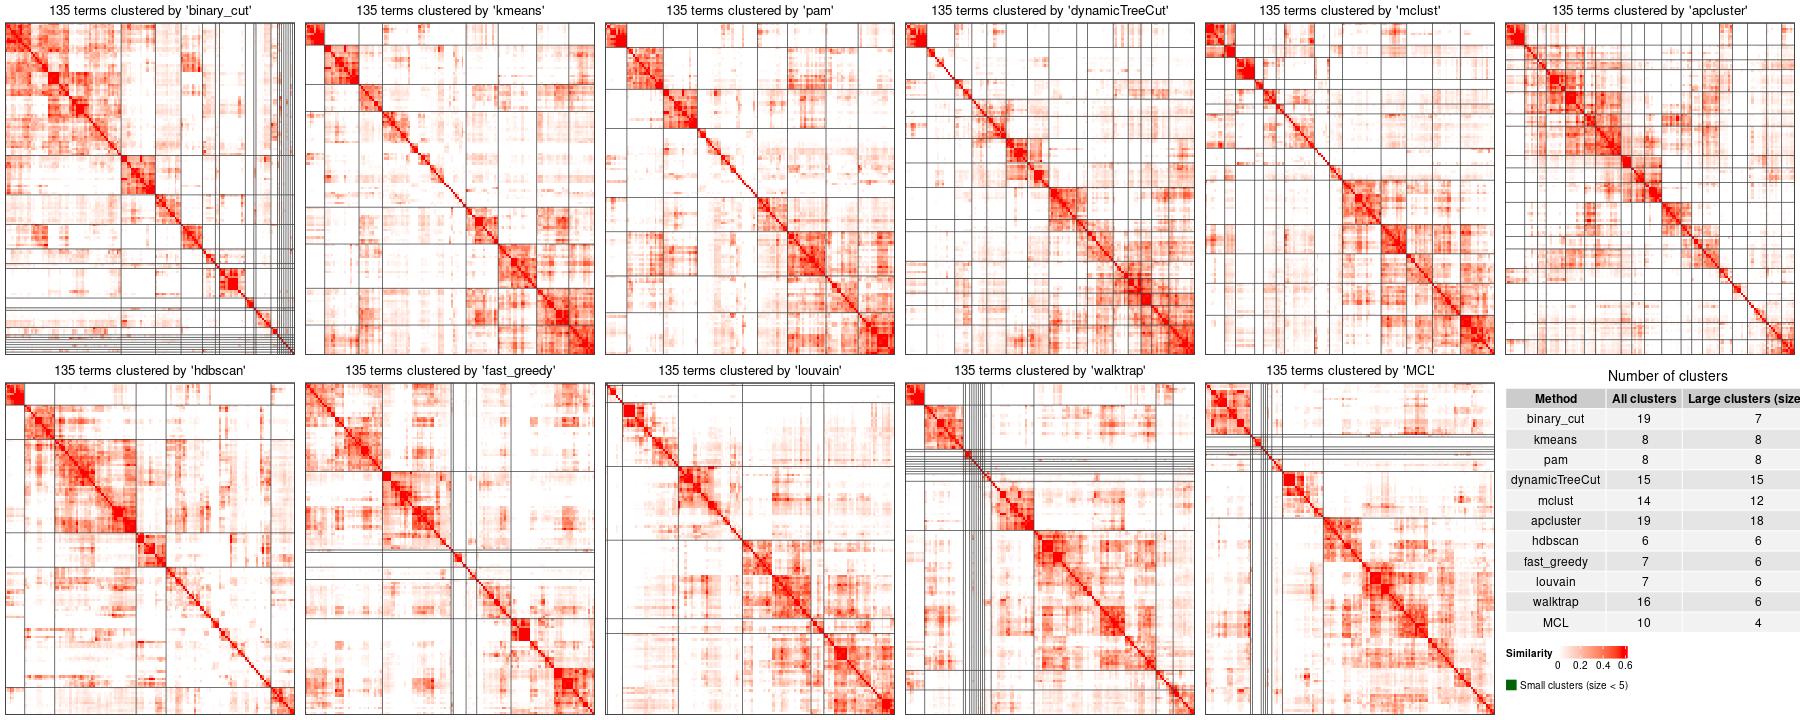 135 terms clustered by 'binary_cut'
135 terms clustered by 'kmeans'
135 terms clustered by 'pam'
135 terms clustered by 'dynamicTreeCut'
135 terms clustered by 'mclust'
135 terms clustered by 'apcluster'
135 terms clustered by 'hdbscan'
135 terms clustered by 'fast_greedy'
135 terms clustered by 'louvain'
135 terms clustered by 'walktrap'
135 terms clustered by 'MCL'
Number of clusters
Method All clusters Large clusters (size
binary_cut 19 7
kmeans 8 8
pam 8 8
dynamicTreeCut 15 15
mclust 14 12
apcluster 19 18
hdbscan 6 6
fast_greedy 7 6
louvain 7 6
walktrap 16 6
MCL 10 4
Similarity
0 0.2 0.4 0.6
Small clusters (size < 5)